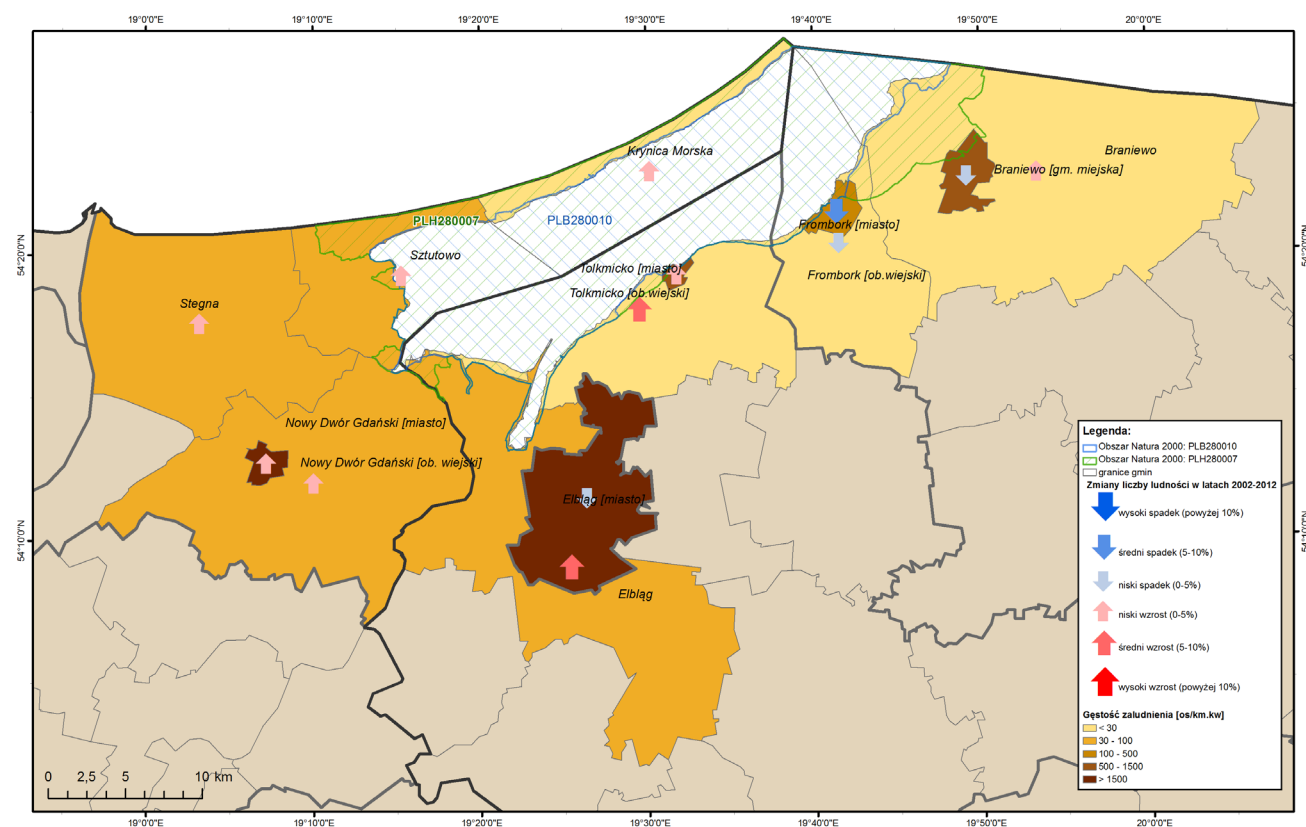 19°0'0"E 19°10'0"E 19°20'0"E 19°30'0"E 19°40'0"E 19°50'0"E 20°0'0"E
Krynica Morska
Braniewo
Braniewo [gm. miejska]
PLH280007
PLB280010
Frombork [miasto]
54°20'0"N
54°20'0"N
Sztutowo
Tolkmicko [miasto]
Frombork [ob.wiejski]
Tolkmicko [ob.wiejski]
Stegna
Nowy Dwór Gdański [miasto]
Nowy Dwór Gdański [ob. wiejski]
Elbląg [miasto]
54°10'0"N
54°10'0"N
Elbląg
Legenda:
Obszar Natura 2000: PLB280010
Obszar Natura 2000: PLH280007
granice gmin
Zmiany liczby ludności w latach 2002-2012
wysoki spadek (powyżej 10%)
średni spadek (5-10%)
niski spadek (0-5%)
niski wzrost (0-5%)
średni wzrost (5-10%)
wysoki wzrost (powyżej 10%)
Gęstość zaludnienia [os/km.kw]
< 30
30 - 100
100 - 500
500 - 1500
> 1500
0 2,5 5 10 km
19°0'0"E 19°10'0"E 19°20'0"E 19°30'0"E 19°40'0"E 19°50'0"E 20°0'0"E